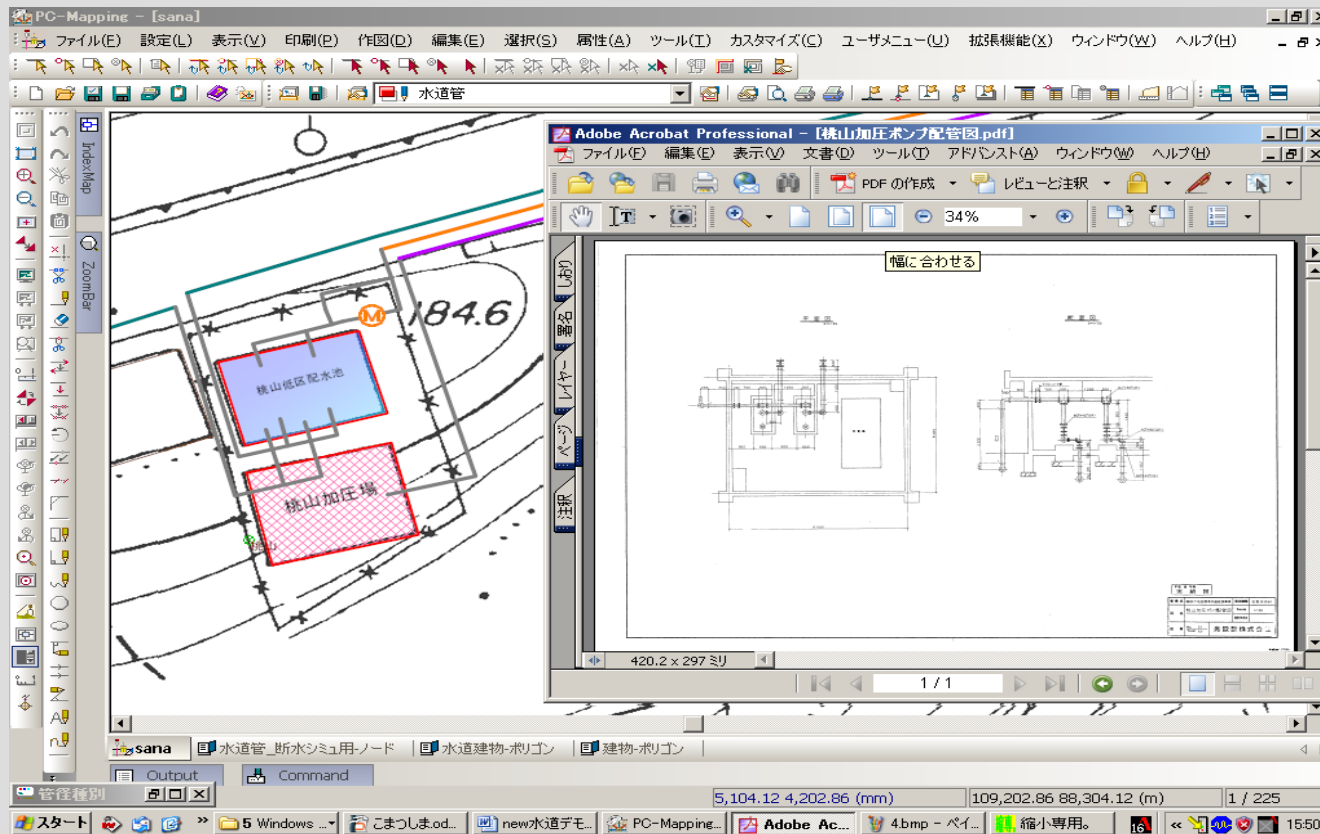 PC-Mapping - [sana]
ファイル(F) 設定(L) 表示(V) 印刷(P) 作図(D) 編集(E) 選択(S) 属性(A) ツール(T) カスタマイズ(C) ユーザメニュー(U) 拡張機能(X) ウィンドウ(W) ヘルプ(H)
水道管
IndexMap
ZoomBar
184.6
M
桃山低区配水池
桃山加圧場
Adobe Acrobat Professional - [桃山加圧ポンプ配管図.pdf]
ファイル(F) 編集(E) 表示(V) 文書(D) ツール(T) アドバンスト(A) ウィンドウ(W) ヘルプ(H)
PDF の作成 レビューと注釈
34%
幅に合わせる
しおり
署名
レイヤー
ページ
注釈
平面図
断面図
420.2 x 297 ミリ
1 / 1
sana 水道管_断水シミュ用-ノード 水道建物-ポリゴン 建物-ポリゴン
Output Command
管径種別
5,104.12 4,202.86 (mm) 109,202.86 88,304.12 (m) 1 / 225
スタート 5 Windows ... こまつしま.od... new水道デモ... PC-Mapping... Adobe Ac... 4.bmp - ペイ... 縮小専用。 16 15:50